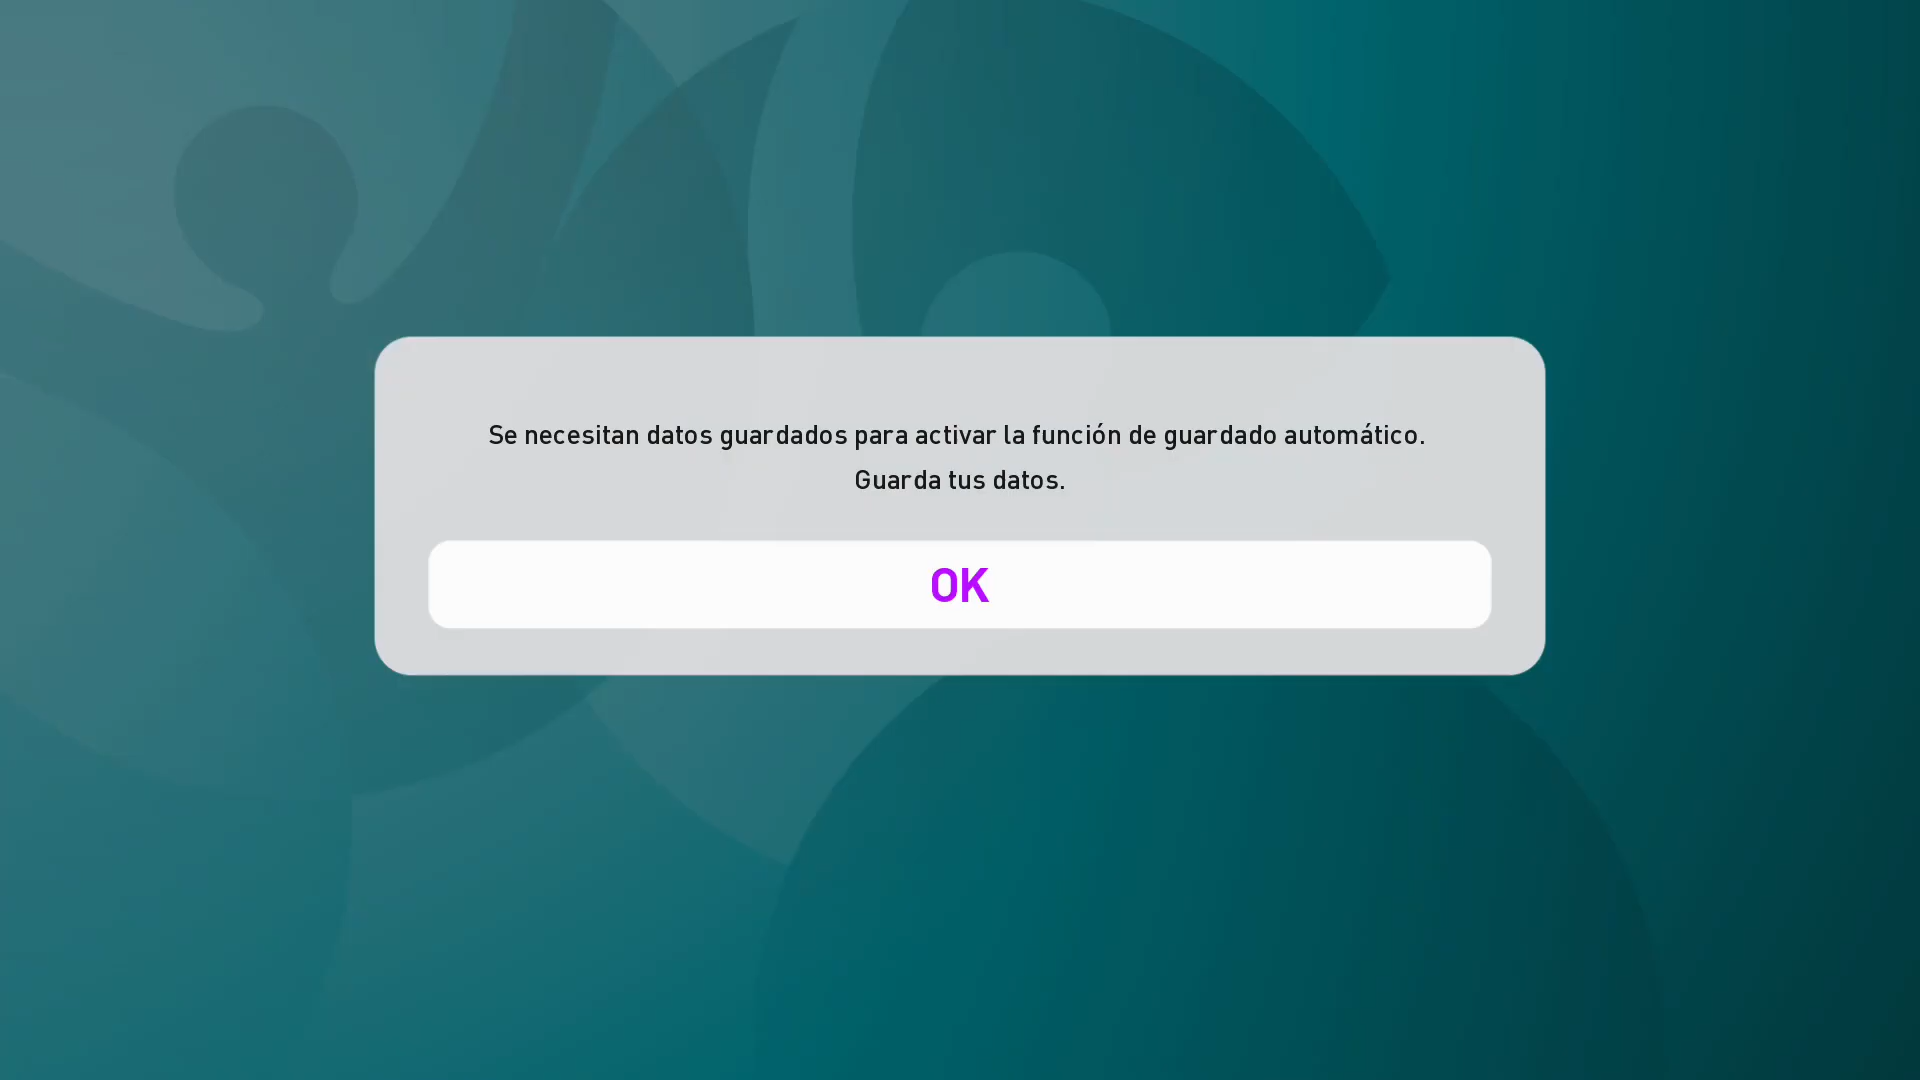 Se necesitan datos guardados para activar la función de guardado automático.
Guarda tus datos.
OK